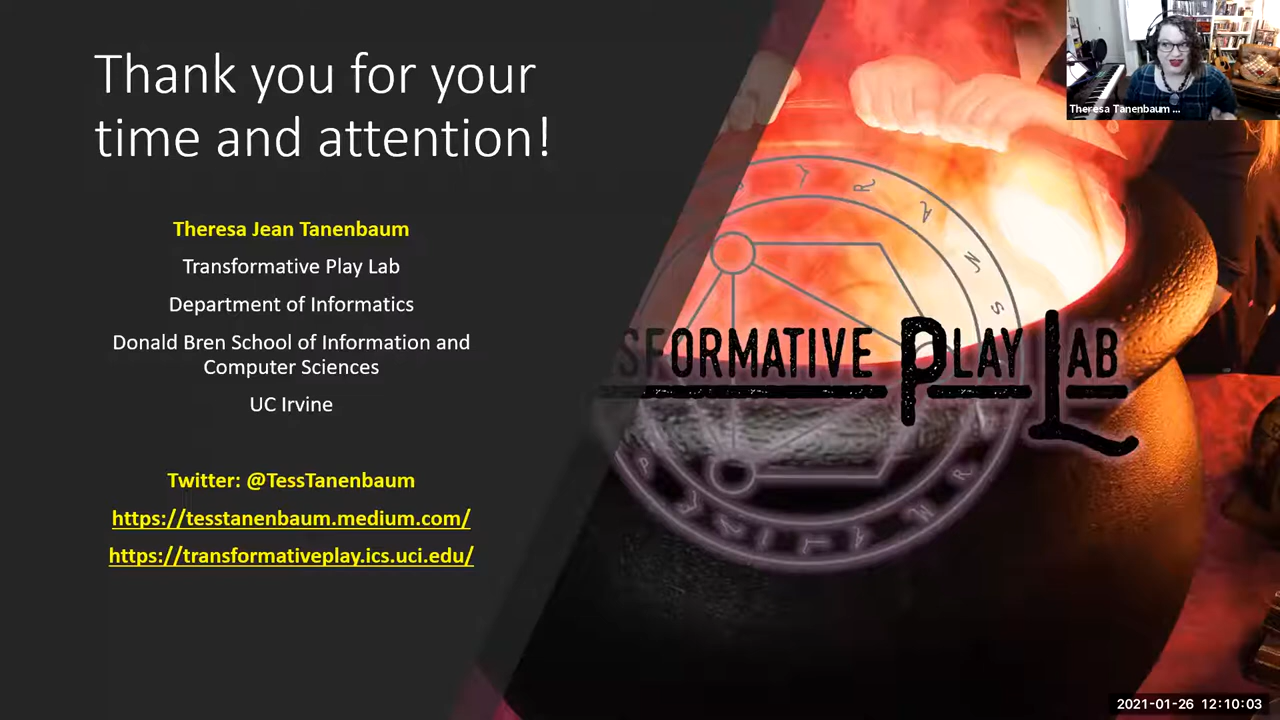 Thank you for your
time and attention!
Theresa Jean Tanenbaum
Transformative Play Lab
Department of Informatics
Donald Bren School of Information and
Computer Sciences
UC Irvine
Twitter: @TessTanenbaum
https://tesstanenbaum.medium.com/
https://transformativeplay.ics.uci.edu/
SFORMATIVE PLAY LAB
Theresa Tanenbaum ...
2021-01-26 12:10:03